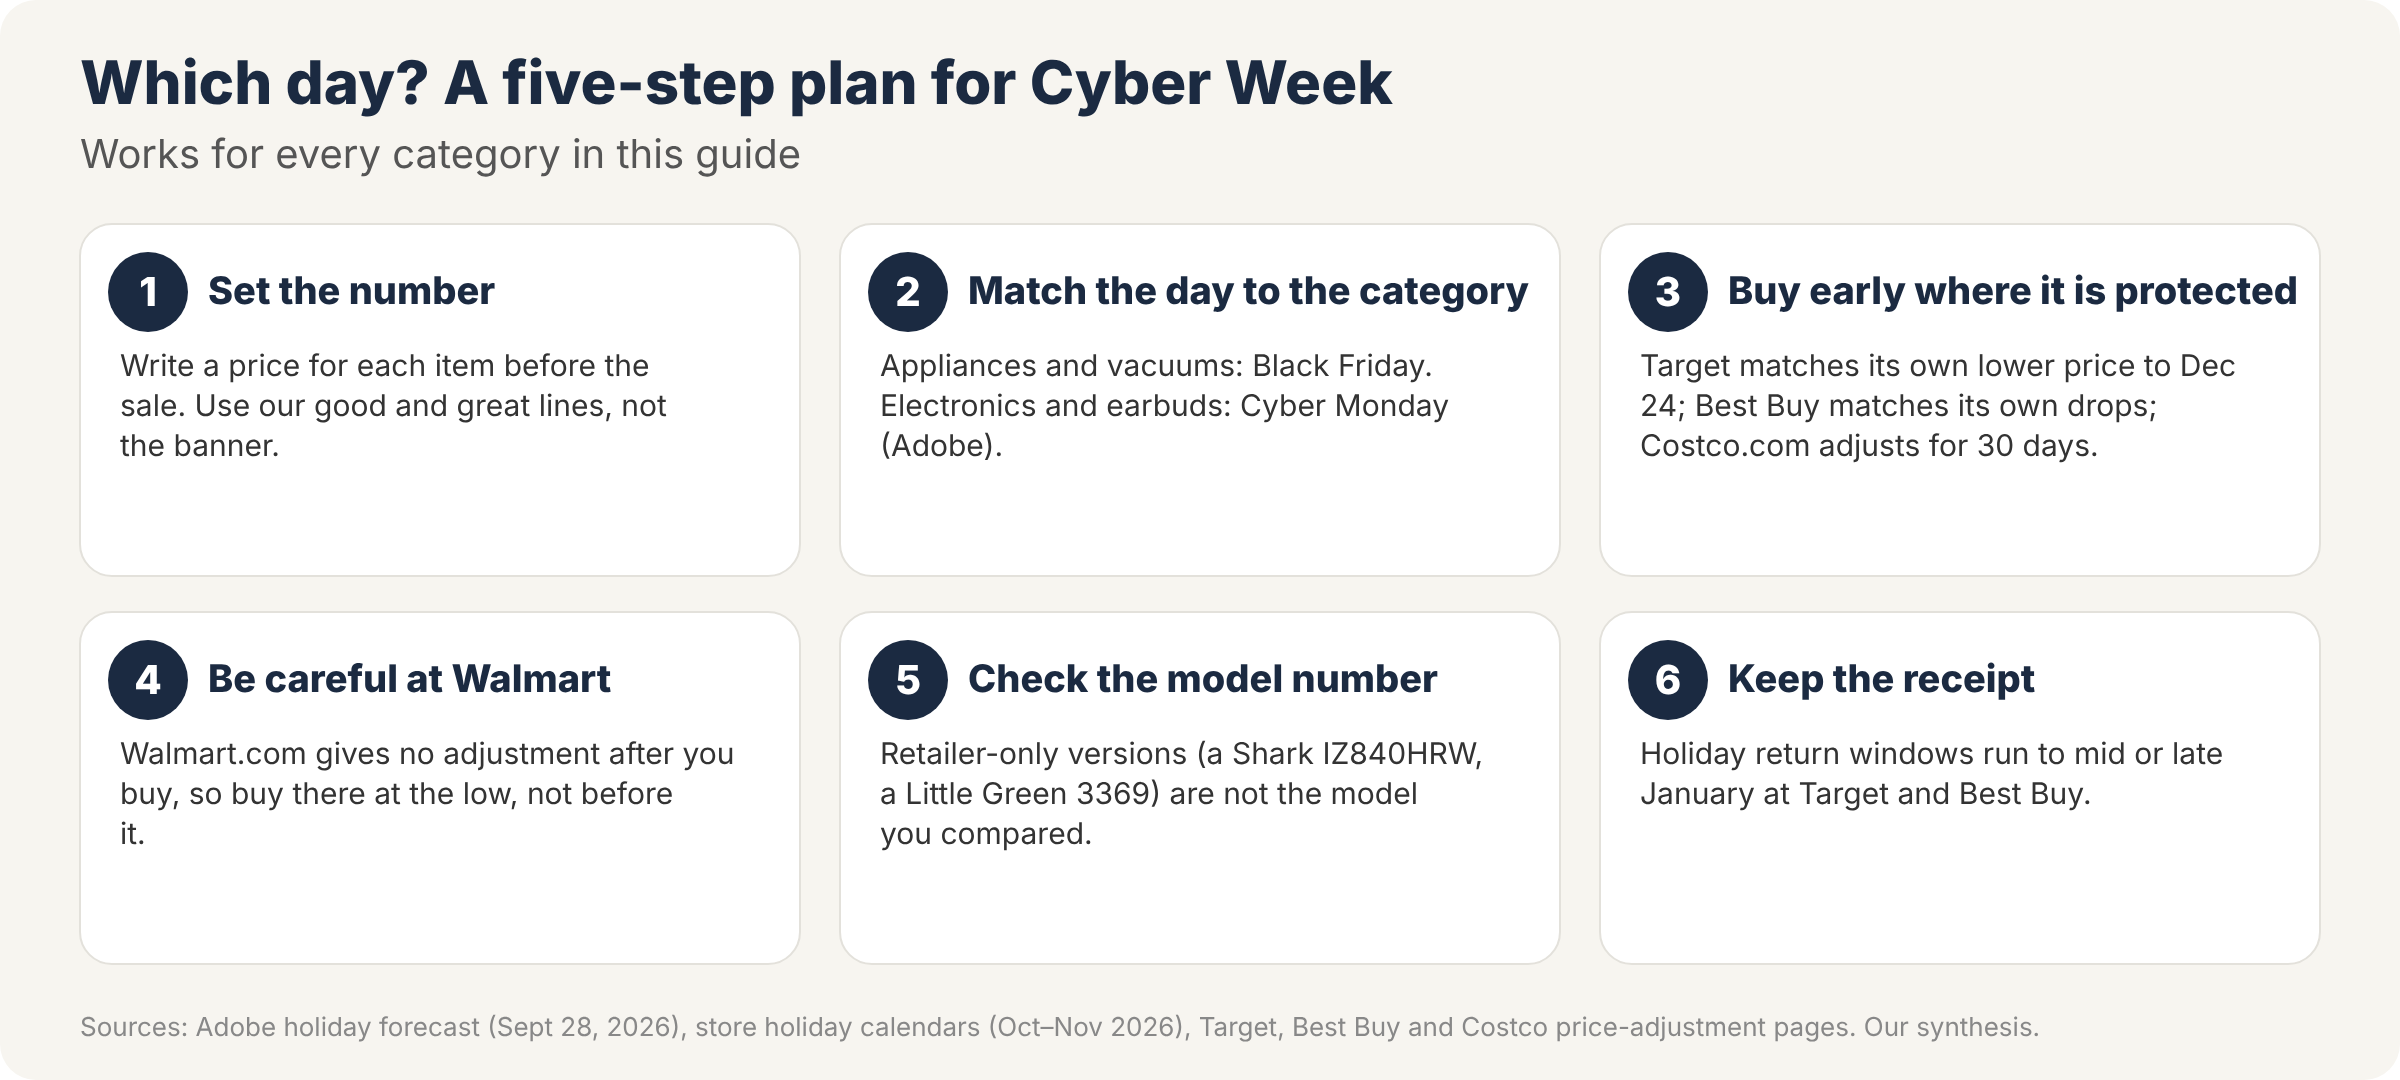 Which day? A five-step plan for Cyber Week
Works for every category in this guide
1 Set the number
Write a price for each item before the
sale. Use our good and great lines, not
the banner.
2 Match the day to the category
Appliances and vacuums: Black Friday.
Electronics and earbuds: Cyber Monday
(Adobe).
3 Buy early where it is protected
Target matches its own lower price to Dec
24; Best Buy matches its own drops;
Costco.com adjusts for 30 days.
4 Be careful at Walmart
Walmart.com gives no adjustment after you
buy, so buy there at the low, not before
it.
5 Check the model number
Retailer-only versions (a Shark IZ840HRW,
a Little Green 3369) are not the model
you compared.
6 Keep the receipt
Holiday return windows run to mid or late
January at Target and Best Buy.
Sources: Adobe holiday forecast (Sept 28, 2026), store holiday calendars (Oct–Nov 2026), Target, Best Buy and Costco price-adjustment pages. Our synthesis.